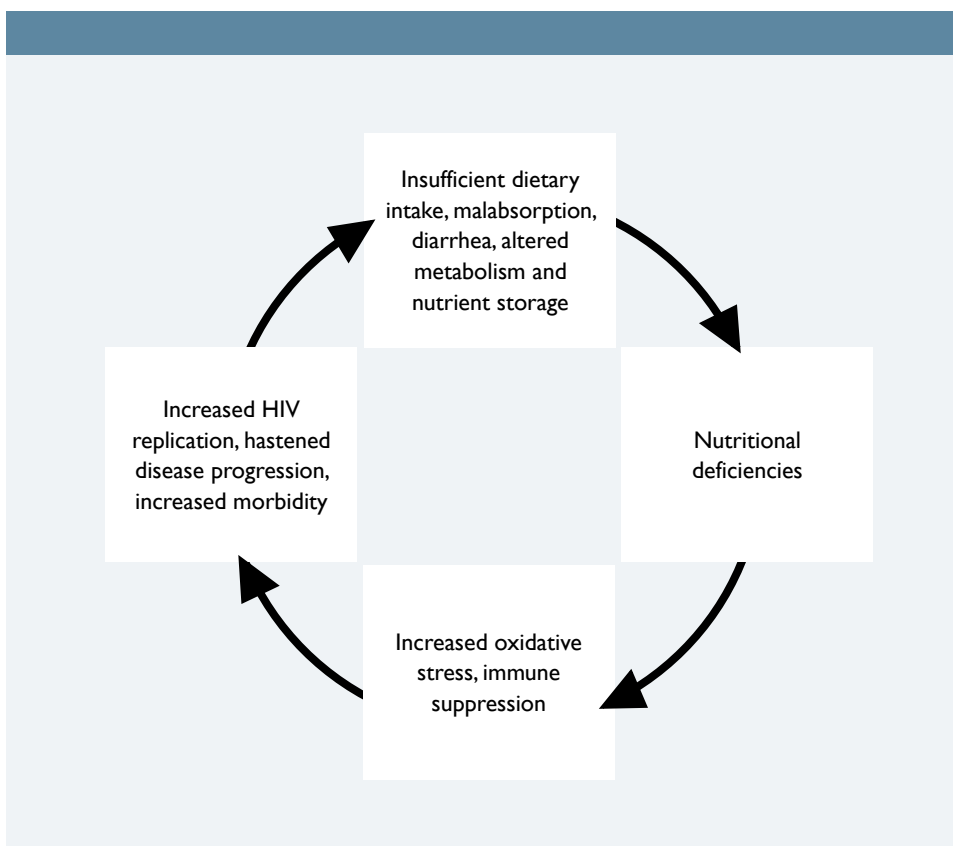 Insufficient dietary
intake, malabsorption,
diarrhea, altered
metabolism and
nutrient storage
Increased HIV
replication, hastened
disease progression,
increased morbidity
Nutritional
deficiencies
Increased oxidative
stress, immune
suppression